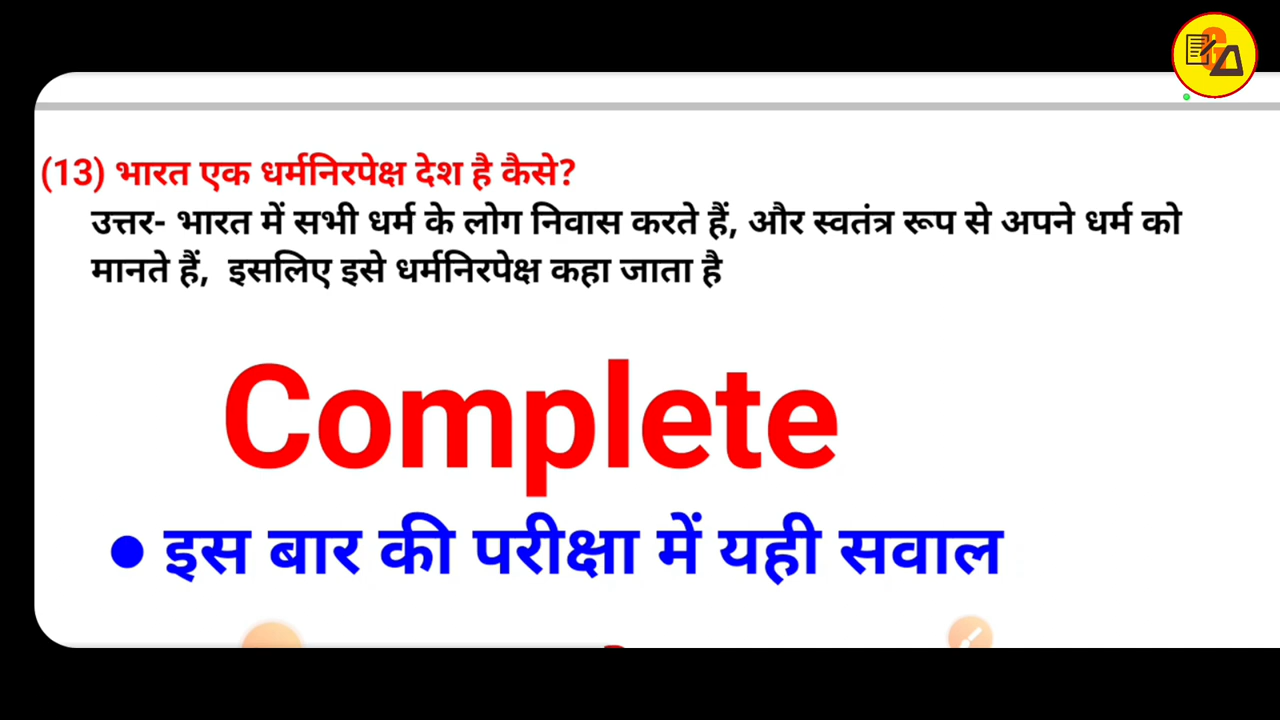 (13) भारत एक धर्मनिरपेक्ष देश है कैसे?
उत्तर- भारत में सभी धर्म के लोग निवास करते हैं, और स्वतंत्र रूप से अपने धर्म को
मानते हैं, इसलिए इसे धर्मनिरपेक्ष कहा जाता है
Complete
● इस बार की परीक्षा में यही सवाल